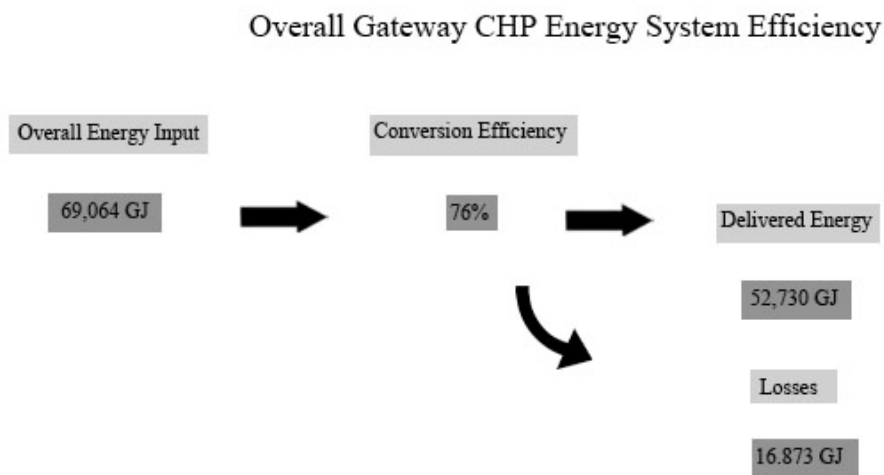 Overall Gateway CHP Energy System Efficiency
Overall Energy Input
Conversion Efficiency
69,064 GJ
76%
Delivered Energy
52,730 GJ
Losses
16.873 GJ